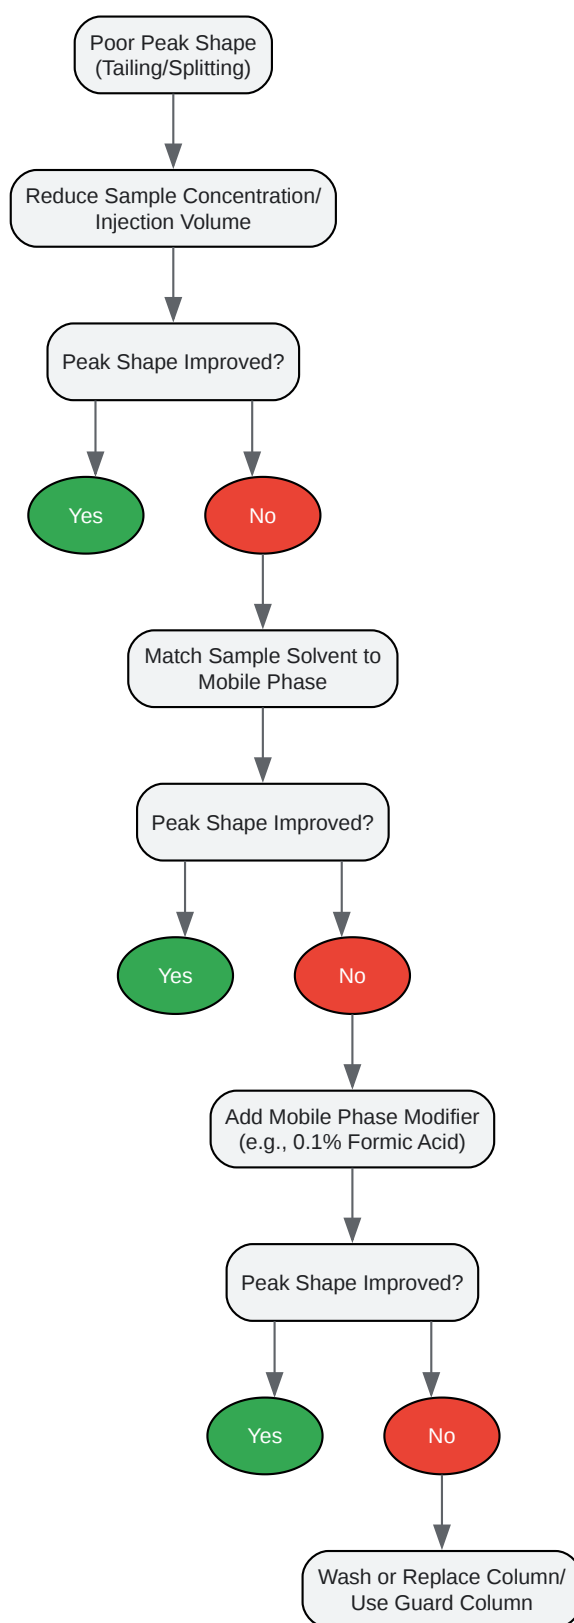 Poor Peak Shape
(Tailing/Splitting)
Reduce Sample Concentration/
Injection Volume
Peak Shape Improved?
Yes
No
Match Sample Solvent to
Mobile Phase
Peak Shape Improved?
Yes
No
Add Mobile Phase Modifier
(e.g., 0.1% Formic Acid)
Peak Shape Improved?
Yes
No
Wash or Replace Column/
Use Guard Column